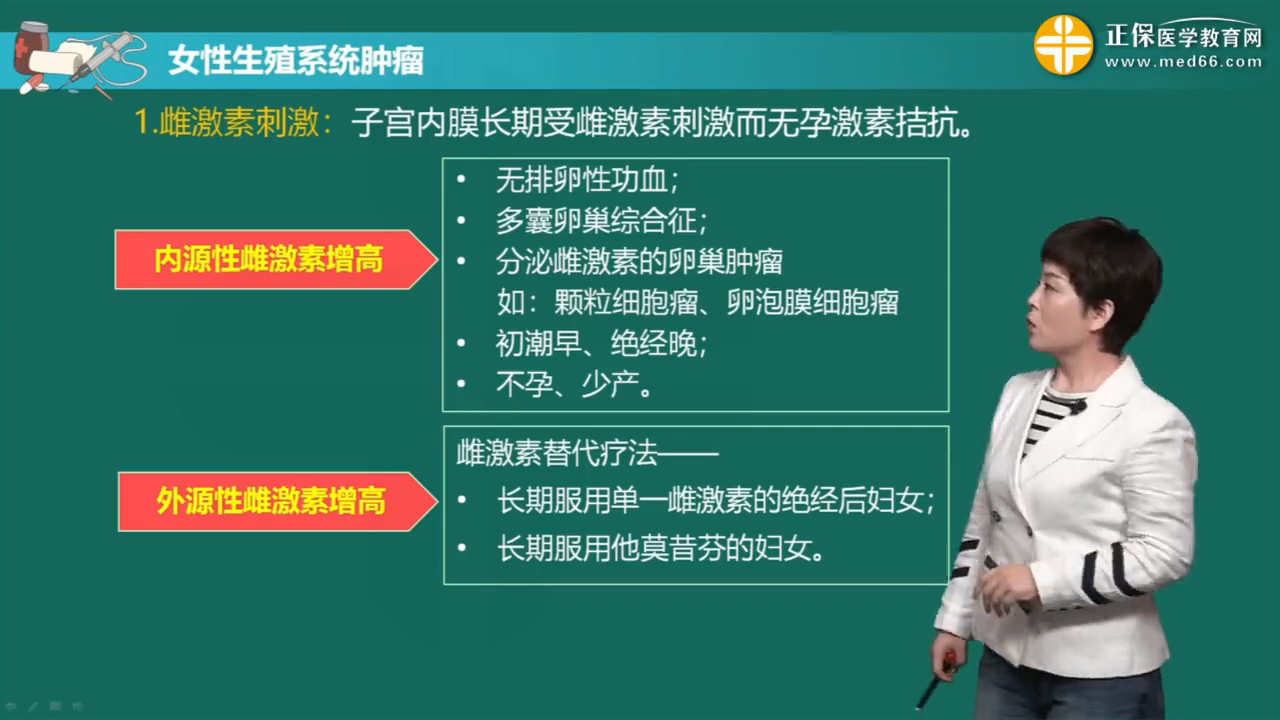 正保医学教育网
www.med66.com
女性生殖系统肿瘤
1.雌激素刺激：子宫内膜长期受雌激素刺激而无孕激素拮抗。
内源性雌激素增高
• 无排卵性功血；
• 多囊卵巢综合征；
• 分泌雌激素的卵巢肿瘤
如：颗粒细胞瘤、卵泡膜细胞瘤
• 初潮早、绝经晚；
• 不孕、少产。
外源性雌激素增高
雌激素替代疗法——
• 长期服用单一雌激素的绝经后妇女；
• 长期服用他莫昔芬的妇女。